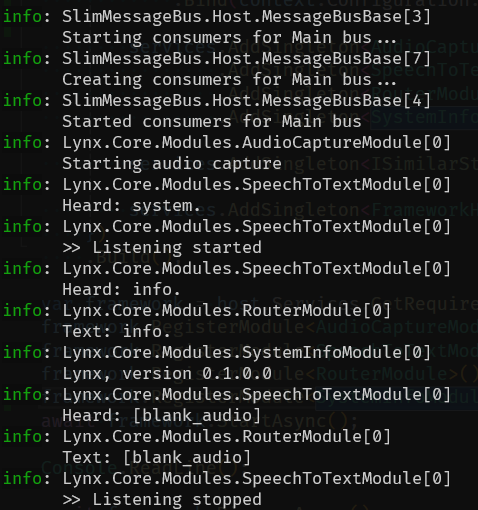 info: SlimMessageBus.Host.MessageBusBase[3]
Starting consumers for Main bus...
info: SlimMessageBus.Host.MessageBusBase[7]
Creating consumers for Main bus...
info: SlimMessageBus.Host.MessageBusBase[4]
Started consumers for Main bus
info: Lynx.Core.Modules.AudioCaptureModule[0]
Starting audio capture
info: Lynx.Core.Modules.SpeechToTextModule[0]
Heard: system.
info: Lynx.Core.Modules.SpeechToTextModule[0]
>> Listening started
info: Lynx.Core.Modules.SpeechToTextModule[0]
Heard: info.
info: Lynx.Core.Modules.RouterModule[0]
Text: info.
info: Lynx.Core.Modules.SystemInfoModule[0]
Lynx, version 0.1.0.0
info: Lynx.Core.Modules.SpeechToTextModule[0]
Heard: [blank_audio]
info: Lynx.Core.Modules.RouterModule[0]
Text: [blank_audio]
info: Lynx.Core.Modules.SpeechToTextModule[0]
>> Listening stopped